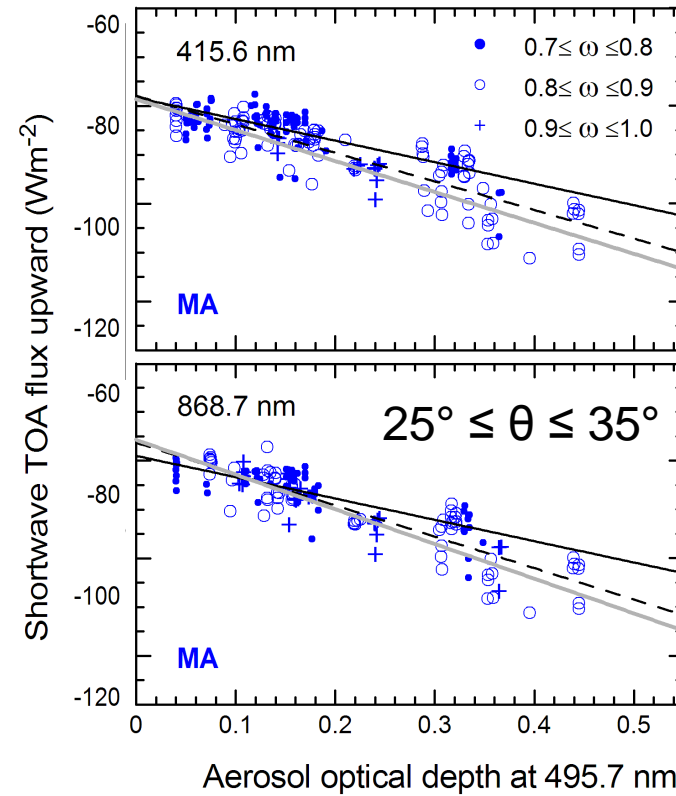 Shortwave TOA flux upward (Wm-2)
-60
-80
-100
-120
415.6 nm
0.7≤ ω ≤0.8
0.8≤ ω ≤0.9
0.9≤ ω ≤1.0
MA
-60
-80
-100
-120
868.7 nm
25° ≤ θ ≤ 35°
MA
0 0.1 0.2 0.3 0.4 0.5
Aerosol optical depth at 495.7 nm